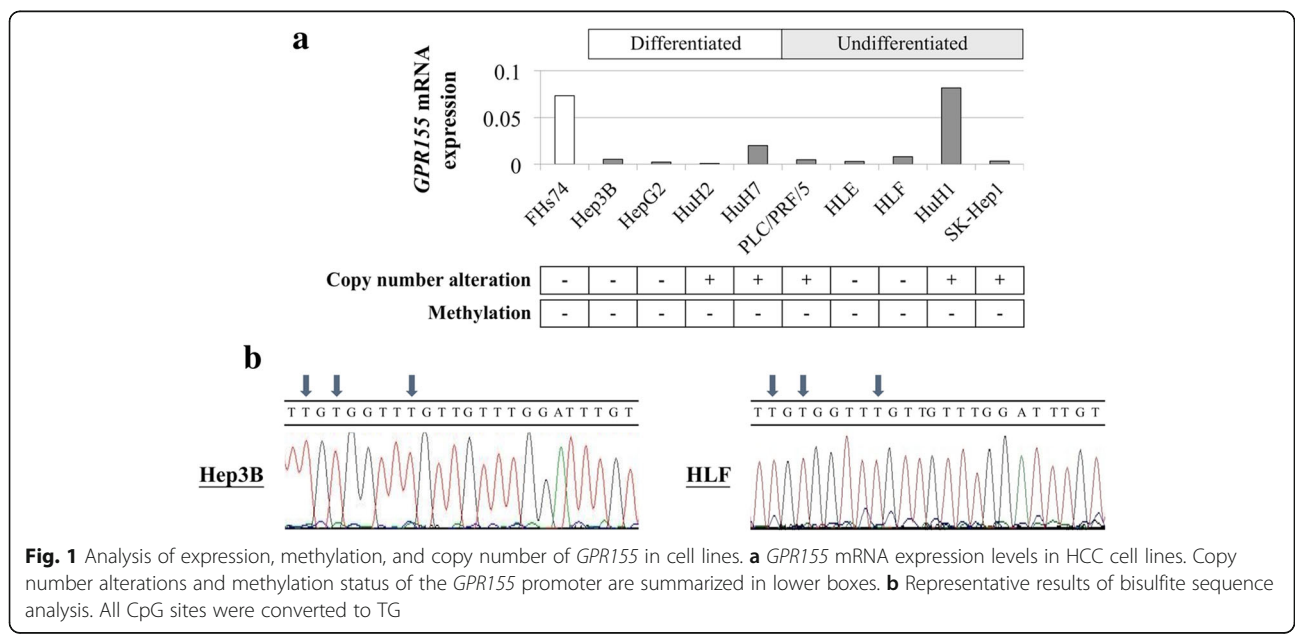 a
Differentiated Undifferentiated
GPR155 mRNA
expression
0.1
0.05
0
FHs74 Hep3B HepG2 HuH2 HuH7 PLC/PRF/5 HLE HLF HuH1 SK-Hep1
Copy number alteration - - - + + + - - + +
Methylation - - - - - - - - - -
b
T T G T G G T T T G T T G T T T G G A T T T G T
T T G T G G T T T G T TG T T T G G A T T T G T
Hep3B
HLF
Fig. 1 Analysis of expression, methylation, and copy number of GPR155 in cell lines. a GPR155 mRNA expression levels in HCC cell lines. Copy
number alterations and methylation status of the GPR155 promoter are summarized in lower boxes. b Representative results of bisulfite sequence
analysis. All CpG sites were converted to TG